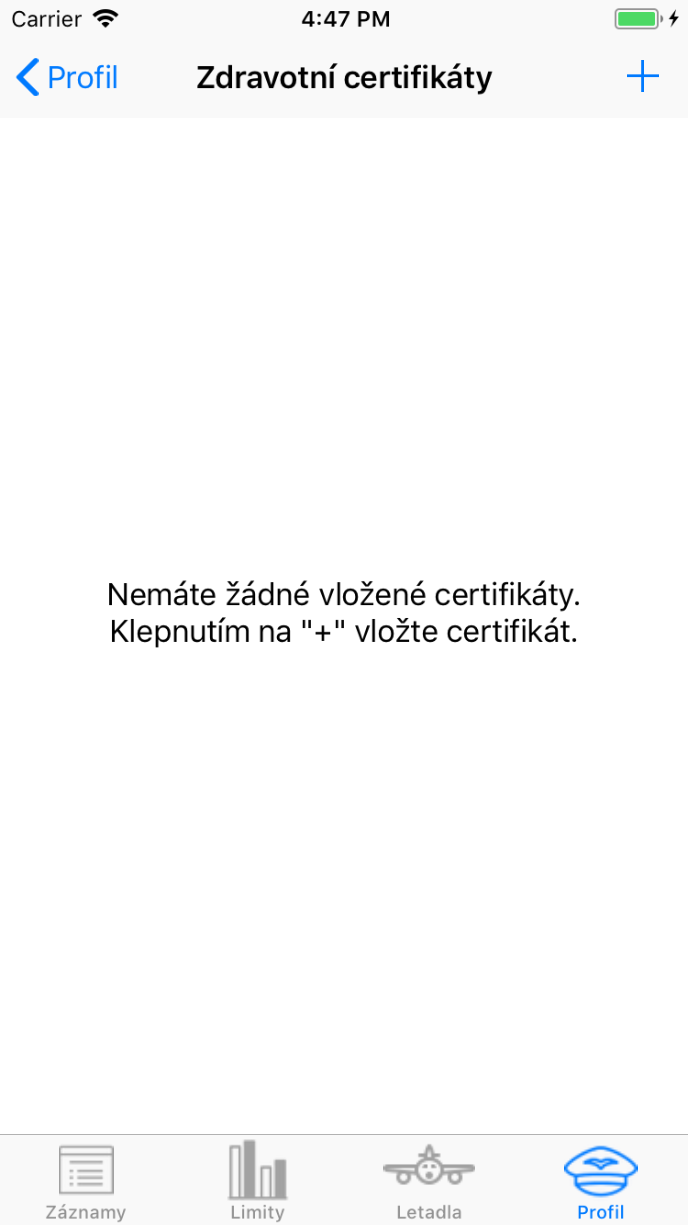 Carrier 4:47 PM
Profil Zdravotní certifikáty +
Nemáte žádné vložené certifikáty.
Klepnutím na "+" vložte certifikát.
Záznamy Limity Letadla Profil